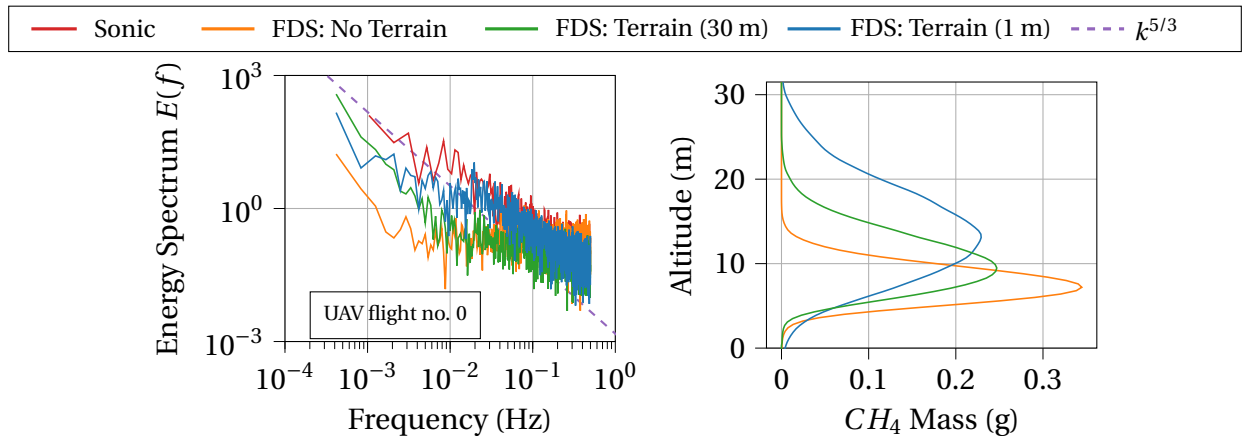 Sonic FDS: No Terrain FDS: Terrain (30 m) FDS: Terrain (1 m) k^{5/3}
Energy Spectrum E(f)
10^3
10^0
10^{−3}
UAV flight no. 0
10^{−4} 10^{−3} 10^{−2} 10^{−1} 10^0
Frequency (Hz)
Altitude (m)
30
20
10
0
0 0.1 0.2 0.3
CH_4 Mass (g)